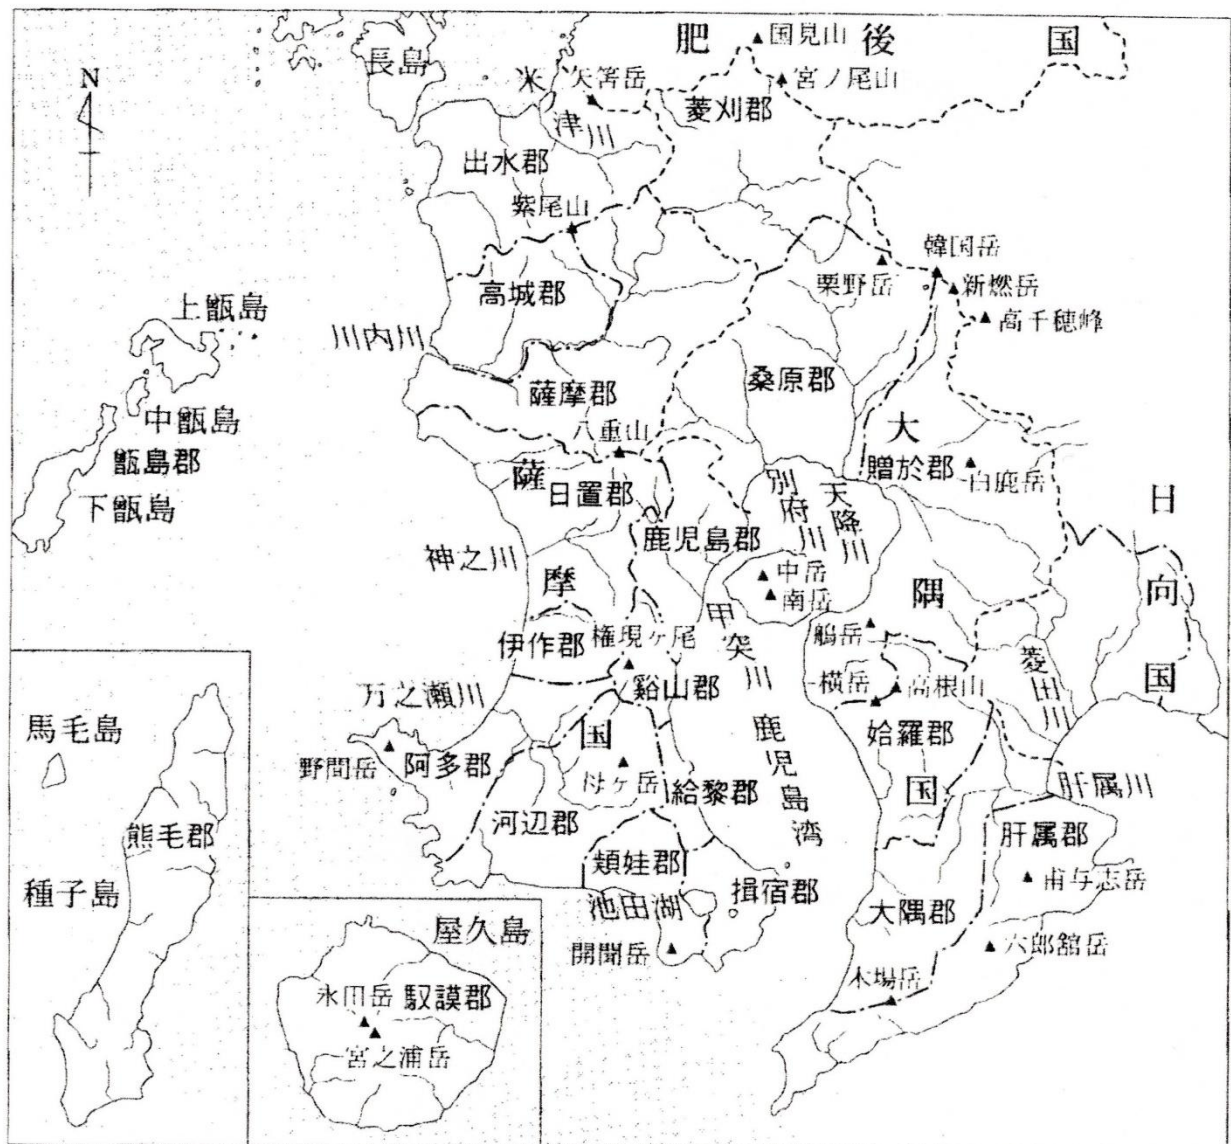 肥後国
▲国見山
長島
N
米津川
矢筈岳
▲宮ノ尾山
菱刈郡
出水郡
紫尾山
韓国岳
栗野岳
▲新燃岳
▲高千穂峰
高城郡
上甑島
川内川
桑原郡
薩摩郡
中甑島
八重山
大隅国
甑島郡
薩摩国
贈於郡
白鹿岳
日置郡
別府川
天降川
下甑島
日向国
鹿児島郡
神之川
▲中岳
▲南岳
甲突川
伊作郡
権現ヶ尾
菱田川
谿山郡
横岳
▲高根山
万之瀬川
馬毛島
姶羅郡
鹿児島湾
野間岳
阿多郡
母ヶ岳
給黎郡
肝属川
河辺郡
熊毛郡
肝属郡
頴娃郡
種子島
揖宿郡
▲甫与志岳
池田湖
大隅郡
屋久島
開聞岳
▲六郎館岳
木場岳
永田岳
馭謨郡
宮之浦岳